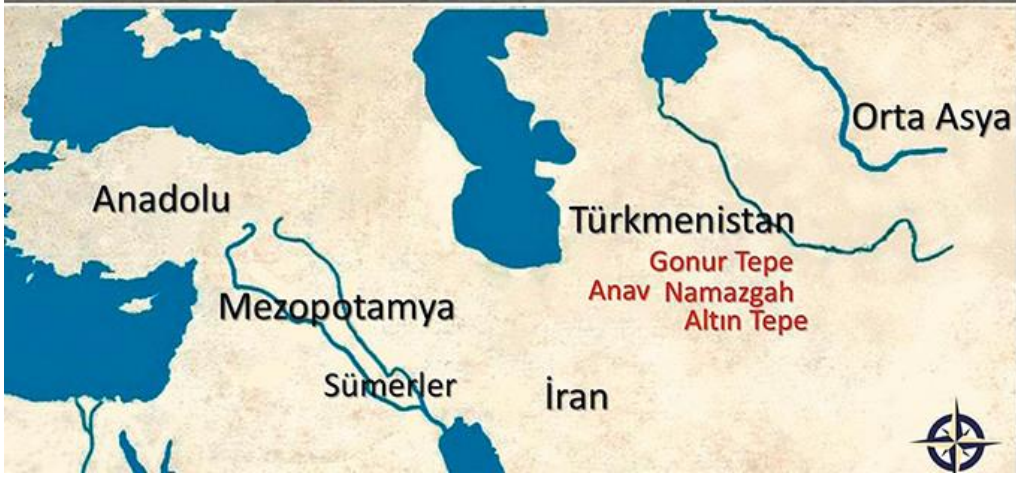 Orta Asya
Anadolu
Türkmenistan
Gonur Tepe
Anav Namazgah
Altın Tepe
Mezopotamya
Sümerler
İran